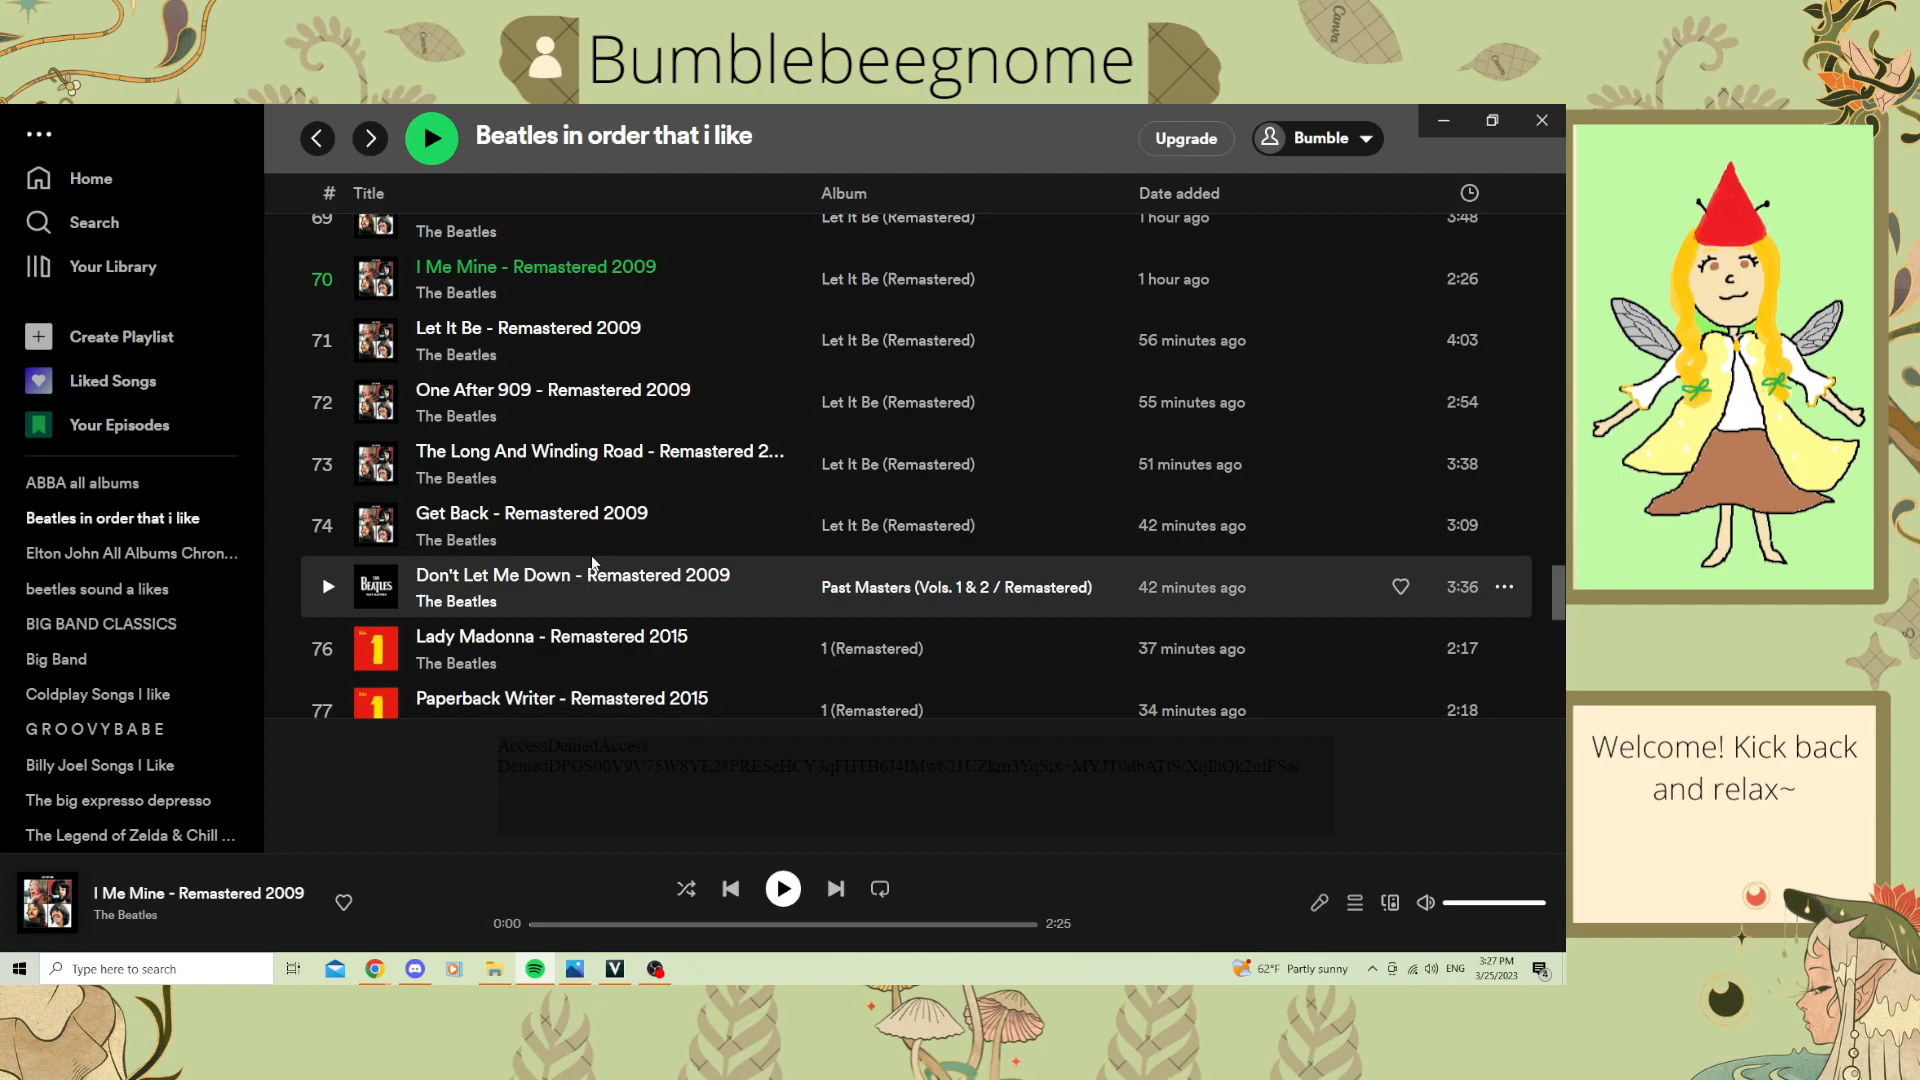 Bumblebeegnome
Canva
Canva
Beatles in order that i like
Upgrade
Bumble
Home
Search
Your Library
Create Playlist
Liked Songs
Your Episodes
ABBA all albums
Beatles in order that i like
Elton John All Albums Chron...
beetles sound a likes
BIG BAND CLASSICS
Big Band
Coldplay Songs I like
G R O O V Y B A B E
Billy Joel Songs I Like
The big expresso depresso
The Legend of Zelda & Chill ...
# Title Album Date added
69 The Beatles Let It Be (Remastered) 1 hour ago 3:48
70 I Me Mine - Remastered 2009 Let It Be (Remastered) 1 hour ago 2:26
The Beatles
71 Let It Be - Remastered 2009 Let It Be (Remastered) 56 minutes ago 4:03
The Beatles
72 One After 909 - Remastered 2009 Let It Be (Remastered) 55 minutes ago 2:54
The Beatles
73 The Long And Winding Road - Remastered 2... Let It Be (Remastered) 51 minutes ago 3:38
The Beatles
74 Get Back - Remastered 2009 Let It Be (Remastered) 42 minutes ago 3:09
The Beatles
THE BEATLES Don't Let Me Down - Remastered 2009 Past Masters (Vols. 1 & 2 / Remastered) 42 minutes ago 3:36
The Beatles
76 1 Lady Madonna - Remastered 2015 1 (Remastered) 37 minutes ago 2:17
The Beatles
77 1 Paperback Writer - Remastered 2015 1 (Remastered) 34 minutes ago 2:18
AccessDeniedAccess
I Me Mine - Remastered 2009
The Beatles
0:00 2:25
Type here to search
62°F Partly sunny
ENG
3:27 PM
3/25/2023
4
Welcome! Kick back
and relax~